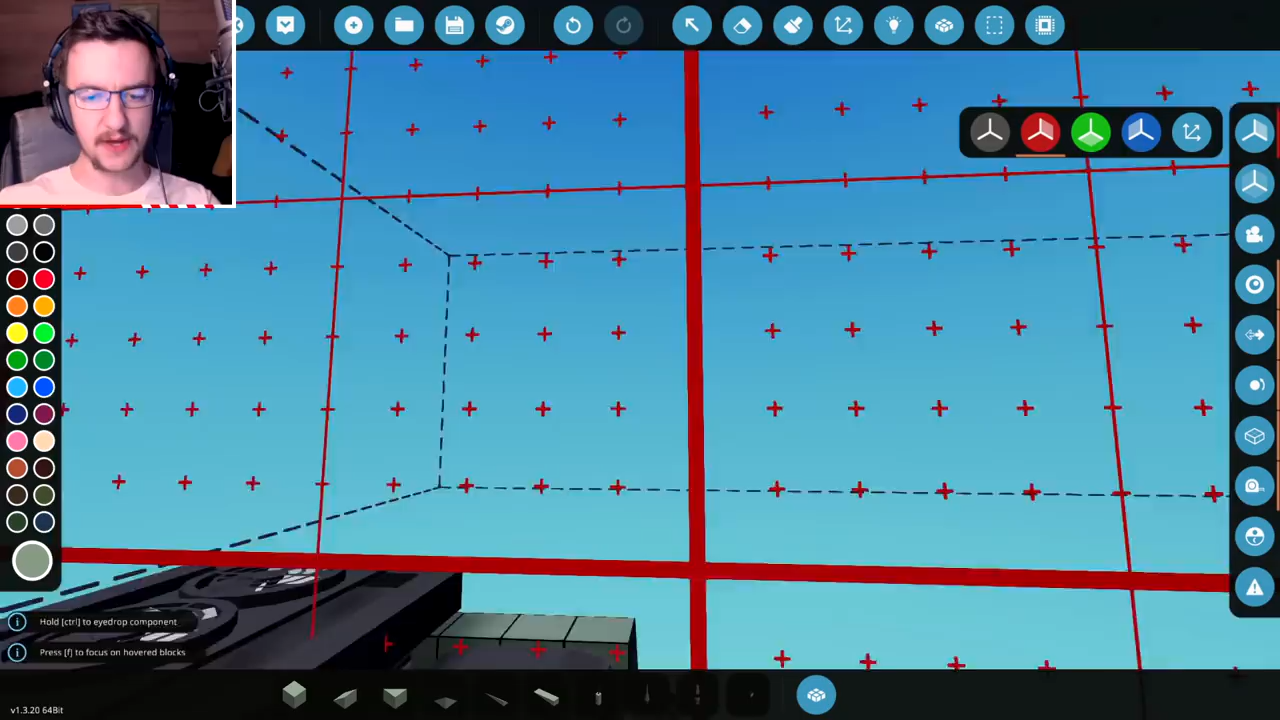 Hold [ctrl] to eyedrop component
Press [f] to focus on hovered blocks
v1.3.20 64Bit